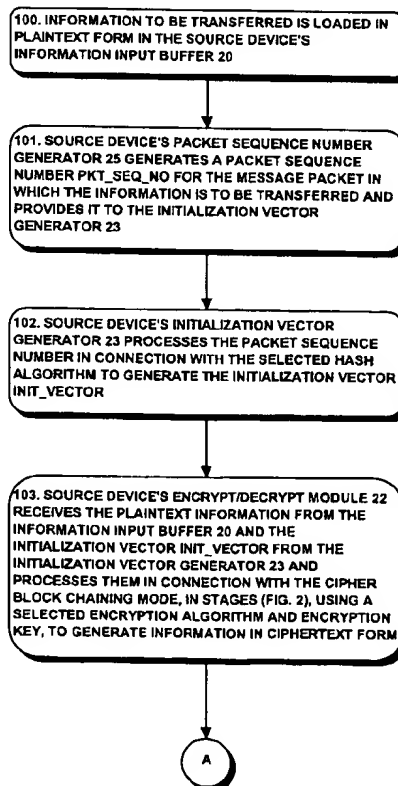 100. INFORMATION TO BE TRANSFERRED IS LOADED IN
PLAINTEXT FORM IN THE SOURCE DEVICE'S
INFORMATION INPUT BUFFER 20
101. SOURCE DEVICE'S PACKET SEQUENCE NUMBER
GENERATOR 25 GENERATES A PACKET SEQUENCE
NUMBER PKT_SEQ_NO FOR THE MESSAGE PACKET IN
WHICH THE INFORMATION IS TO BE TRANSFERRED AND
PROVIDES IT TO THE INITIALIZATION VECTOR
GENERATOR 23
102. SOURCE DEVICE'S INITIALIZATION VECTOR
GENERATOR 23 PROCESSES THE PACKET SEQUENCE
NUMBER IN CONNECTION WITH THE SELECTED HASH
ALGORITHM TO GENERATE THE INITIALIZATION VECTOR
INIT_VECTOR
103. SOURCE DEVICE'S ENCRYPT/DECRYPT MODULE 22
RECEIVES THE PLAINTEXT INFORMATION FROM THE
INFORMATION INPUT BUFFER 20 AND THE
INITIALIZATION VECTOR INIT_VECTOR FROM THE
INITIALIZATION VECTOR GENERATOR 23 AND
PROCESSES THEM IN CONNECTION WITH THE CIPHER
BLOCK CHAINING MODE, IN STAGES (FIG. 2), USING A
SELECTED ENCRYPTION ALGORITHM AND ENCRYPTION
KEY, TO GENERATE INFORMATION IN CIPHERTEXT FORM
A